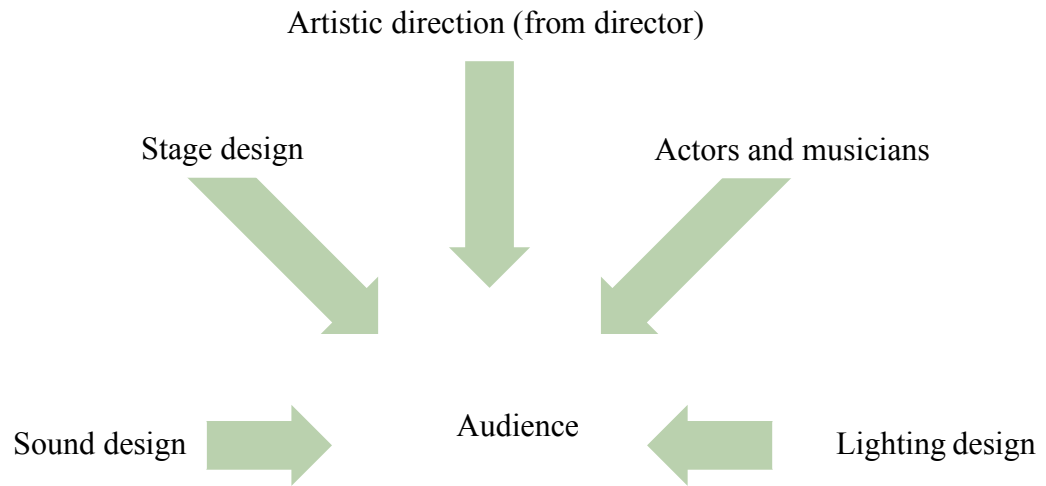 Artistic direction (from director)
Stage design
Actors and musicians
Sound design
Audience
Lighting design